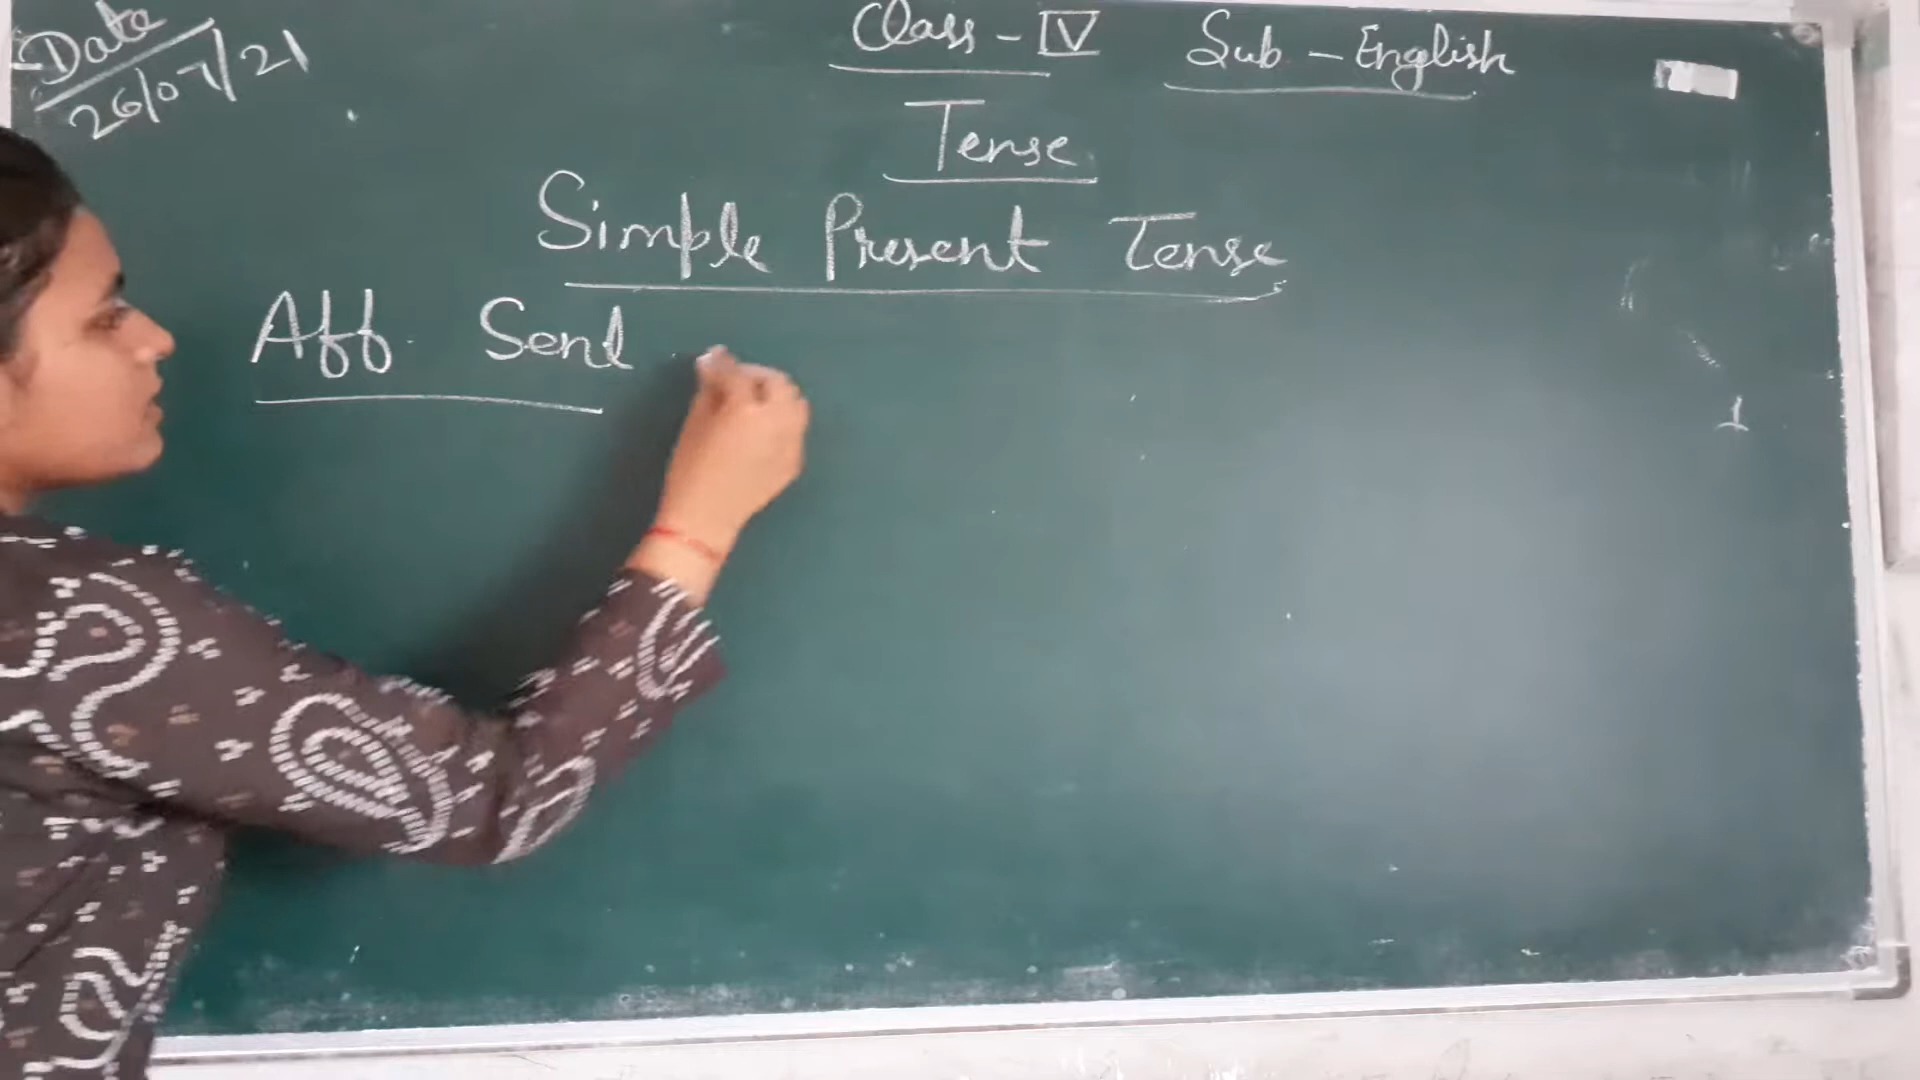 Date
26/07/21
Class - IV Sub - English
Tense
Simple Present Tense
Aff. Sent